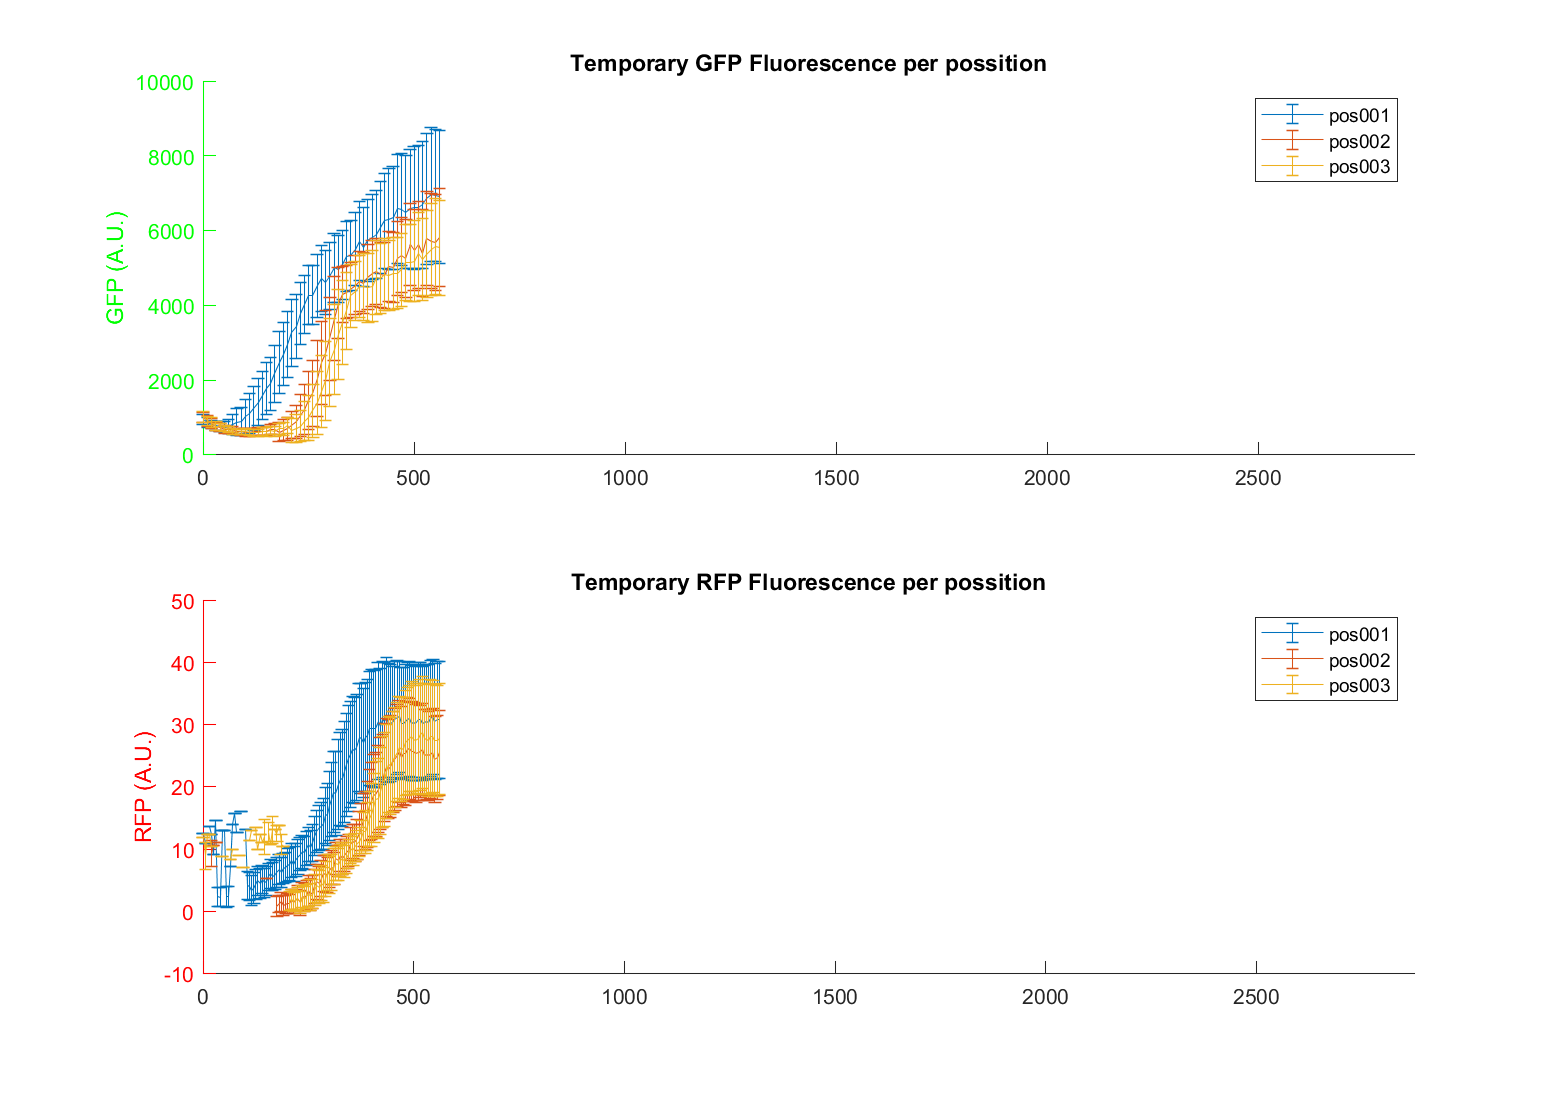 Temporary GFP Fluorescence per possition
10000
8000
6000
4000
2000
0
GFP (A.U.)
pos001
pos002
pos003
0 500 1000 1500 2000 2500
Temporary RFP Fluorescence per possition
50
40
30
20
10
0
-10
RFP (A.U.)
pos001
pos002
pos003
0 500 1000 1500 2000 2500